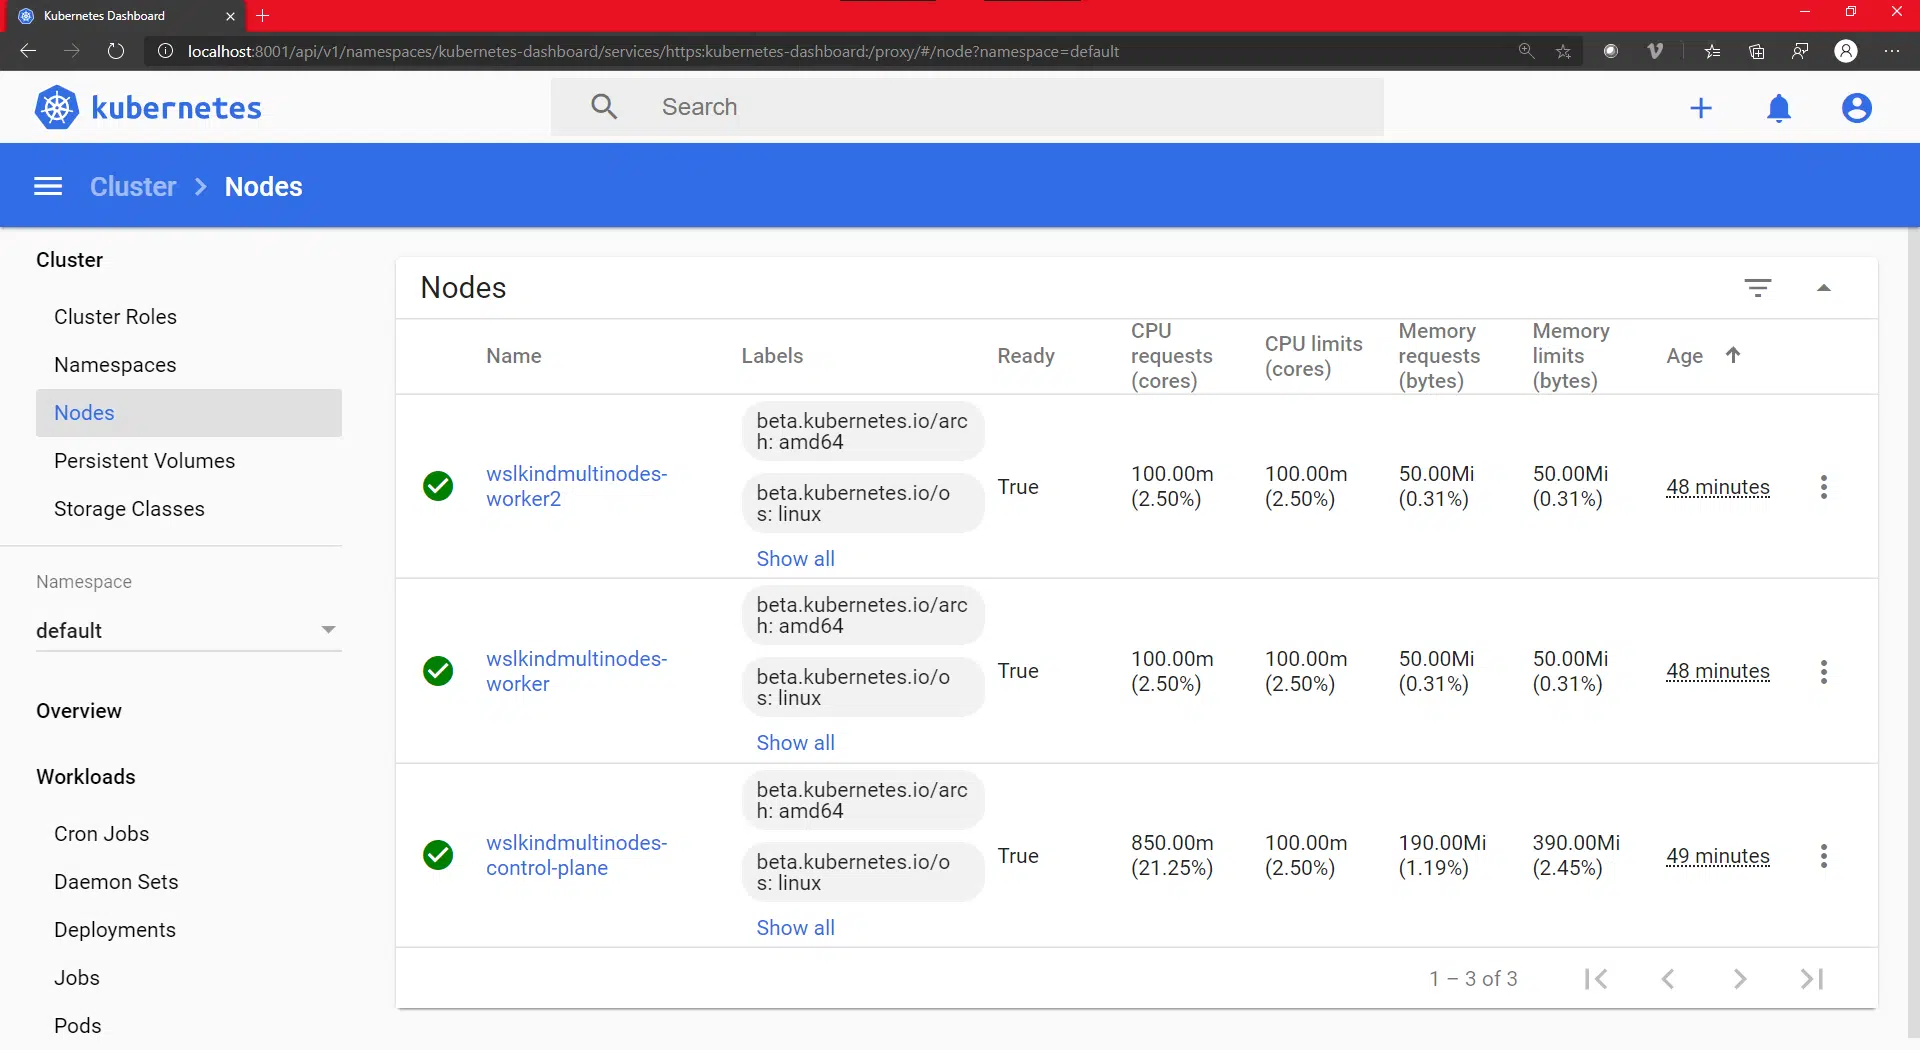 Kubernetes Dashboard
localhost:8001/api/v1/namespaces/kubernetes-dashboard/services/https:kubernetes-dashboard:/proxy/#/node?namespace=default
kubernetes
Search
Cluster
Nodes
Cluster
Cluster Roles
Namespaces
Nodes
Persistent Volumes
Storage Classes
Namespace
default
Overview
Workloads
Cron Jobs
Daemon Sets
Deployments
Jobs
Pods
Nodes
Name
Labels
Ready
CPU
requests
(cores)
CPU limits
(cores)
Memory
requests
(bytes)
Memory
limits
(bytes)
Age
wslkindmultinodes-
worker2
beta.kubernetes.io/arc
h: amd64
beta.kubernetes.io/o
s: linux
Show all
True
100.00m
(2.50%)
100.00m
(2.50%)
50.00Mi
(0.31%)
50.00Mi
(0.31%)
48 minutes
wslkindmultinodes-
worker
beta.kubernetes.io/arc
h: amd64
beta.kubernetes.io/o
s: linux
Show all
True
100.00m
(2.50%)
100.00m
(2.50%)
50.00Mi
(0.31%)
50.00Mi
(0.31%)
48 minutes
wslkindmultinodes-
control-plane
beta.kubernetes.io/arc
h: amd64
beta.kubernetes.io/o
s: linux
Show all
True
850.00m
(21.25%)
100.00m
(2.50%)
190.00Mi
(1.19%)
390.00Mi
(2.45%)
49 minutes
1 – 3 of 3